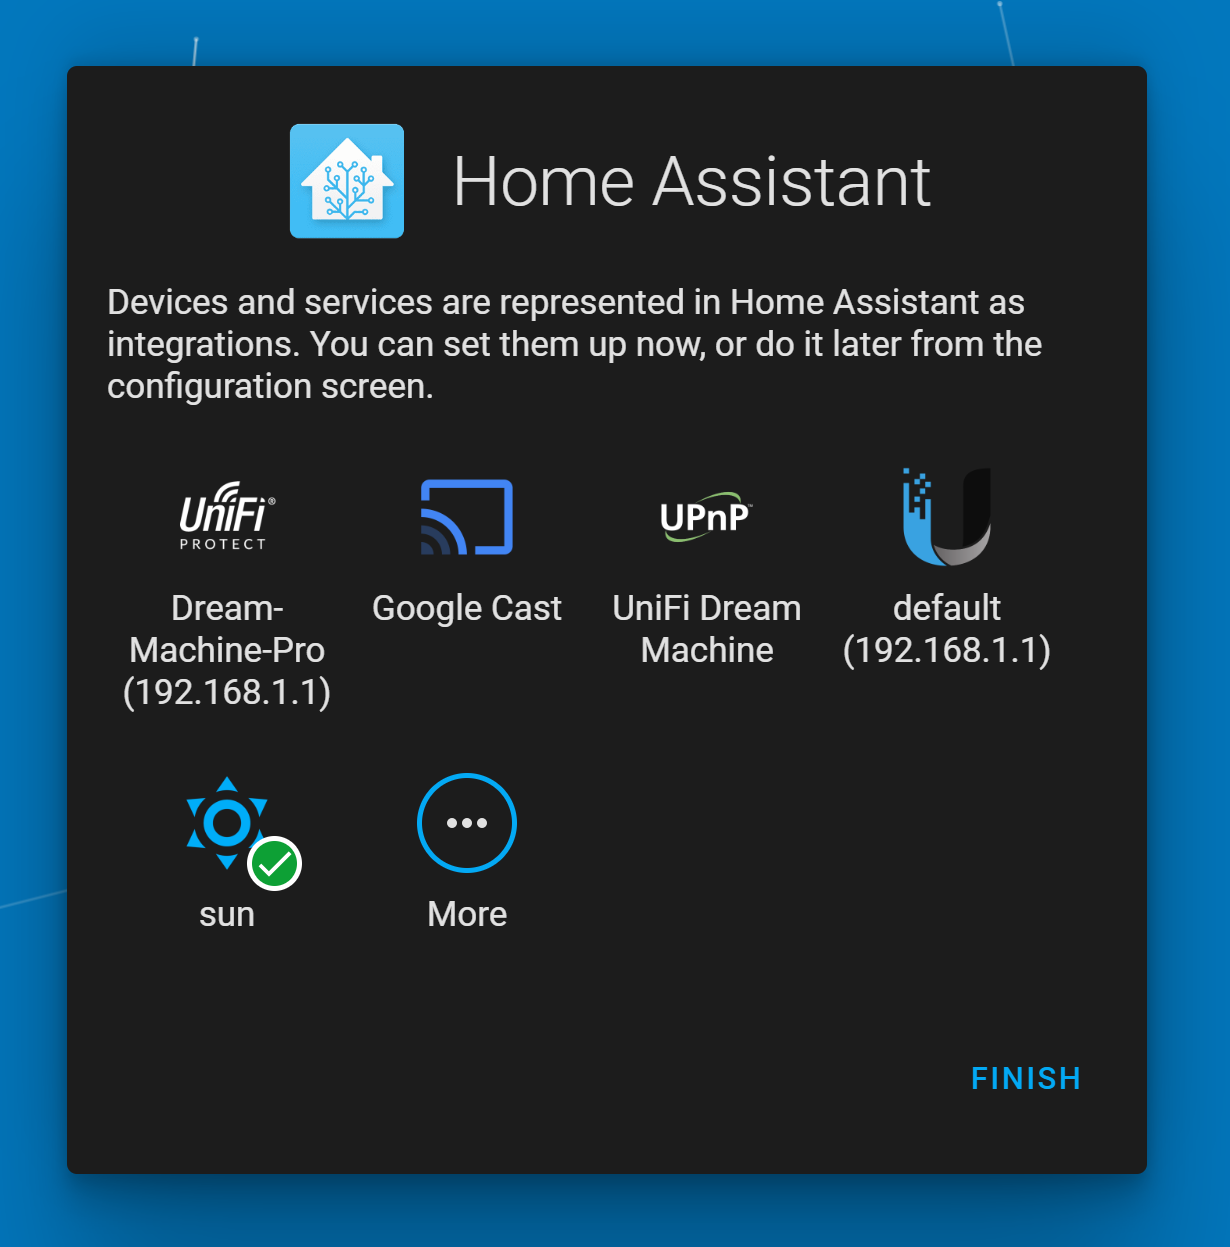 Home Assistant
Devices and services are represented in Home Assistant as
integrations. You can set them up now, or do it later from the
configuration screen.
UniFi®
PROTECT
Dream-
Machine-Pro
(192.168.1.1)
Google Cast
UPnP™
UniFi Dream
Machine
default
(192.168.1.1)
sun
More
FINISH